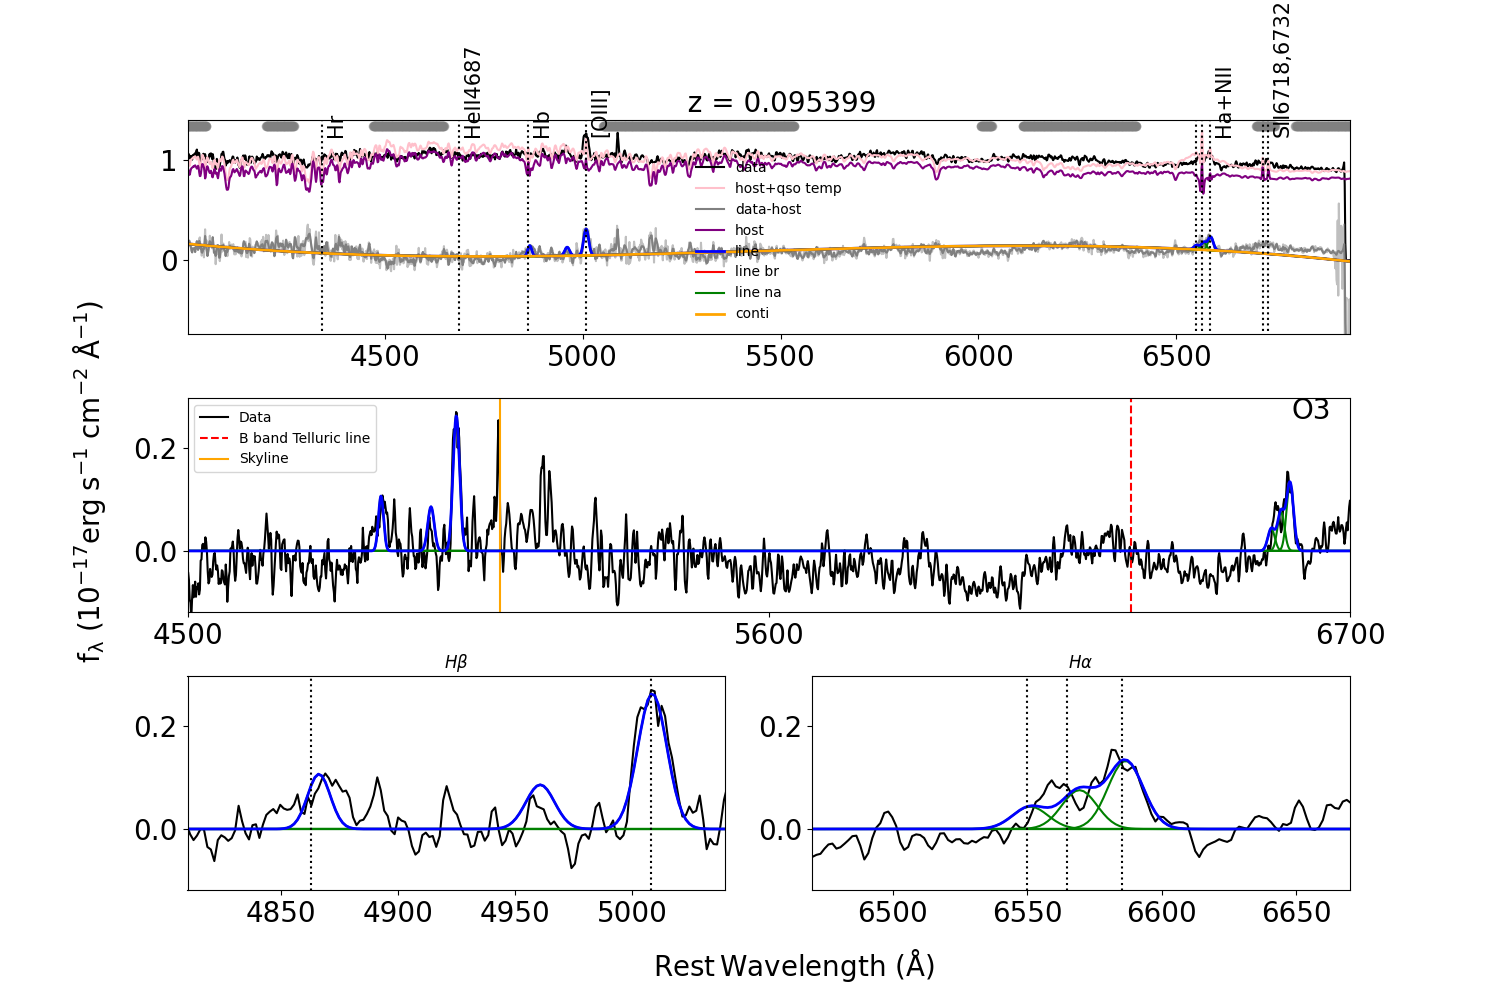 z = 0.095399
Hr
HeII4687
Hb
[OIII]
Ha+NII
SII6718,6732
data
host+qso temp
data-host
host
line
line br
line na
conti
1
0
4500
5000
5500
6000
6500
Data
B band Telluric line
Skyline
O3
0.2
0.0
4500
5600
6700
fλ (10⁻¹⁷erg s⁻¹ cm⁻² Å⁻¹)
Hβ
0.2
0.0
4850
4900
4950
5000
Hα
0.2
0.0
6500
6550
6600
6650
Rest Wavelength (Å)